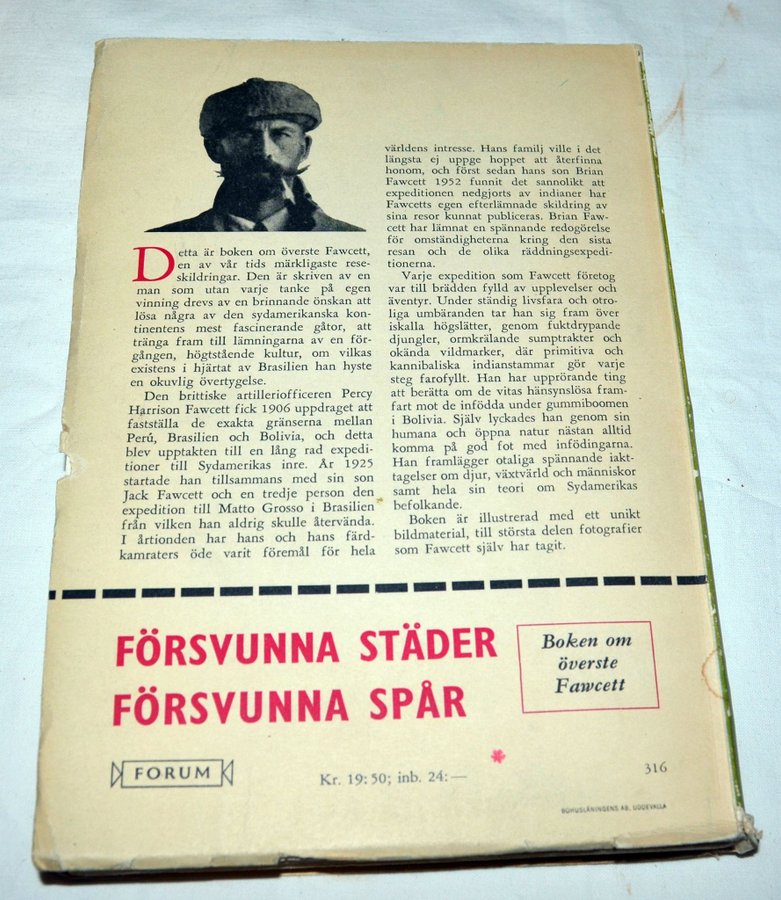 Detta är boken om överste Fawcett,
en av vår tids märkligaste rese-
skildringar. Den är skriven av en
man som utan varje tanke på egen
vinning drevs av en brinnande önskan att
lösa några av den sydamerikanska kon-
tinentens mest fascinerande gåtor, att
tränga fram till lämningarna av en för-
gången, högtstående kultur, om vilkas
existens i hjärtat av Brasilien han hyste
en okuvlig övertygelse.
Den brittiske artilleriofficeren Percy
Harrison Fawcett fick 1906 uppdraget att
fastställa de exakta gränserna mellan
Perú, Brasilien och Bolivia, och detta
blev upptakten till en lång rad expedi-
tioner till Sydamerikas inre. År 1925
startade han tillsammans med sin son
Jack Fawcett och en tredje person den
expedition till Matto Grosso i Brasilien
från vilken han aldrig skulle återvända.
I årtionden har hans och hans färd-
kamraters öde varit föremål för hela
världens intresse. Hans familj ville i det
längsta ej uppge hoppet att återfinna
honom, och först sedan hans son Brian
Fawcett 1952 funnit det sannolikt att
expeditionen nedgjorts av indianer har
Fawcetts egen efterlämnade skildring av
sina resor kunnat publiceras. Brian Faw-
cett har lämnat en spännande redogörelse
för omständigheterna kring den sista
resan och de olika räddningsexpedi-
tionerna.
Varje expedition som Fawcett företog
var till brädden fylld av upplevelser och
äventyr. Under ständig livsfara och otro-
liga umbäranden tar han sig fram över
iskalla högslätter, genom fuktdrypande
djungler, ormkrälande sumptrakter och
okända vildmarker, där primitiva och
kannibaliska indianstammar gör varje
steg farofyllt. Han har upprörande ting
att berätta om de vitas hänsynslösa fram-
fart mot de infödda under gummiboomen
i Bolivia. Själv lyckades han genom sin
humana och öppna natur nästan alltid
komma på god fot med infödingarna.
Han framlägger otaliga spännande iakt-
tagelser om djur, växtvärld och människor
samt hela sin teori om Sydamerikas
befolkande.
Boken är illustrerad med ett unikt
bildmaterial, till största delen fotografier
som Fawcett själv har tagit.
FÖRSVUNNA STÄDER
FÖRSVUNNA SPÅR
Boken om
överste
Fawcett
FORUM
Kr. 19:50; inb. 24:—
316
BOHUSLÄNINGENS AB, UDDEVALLA